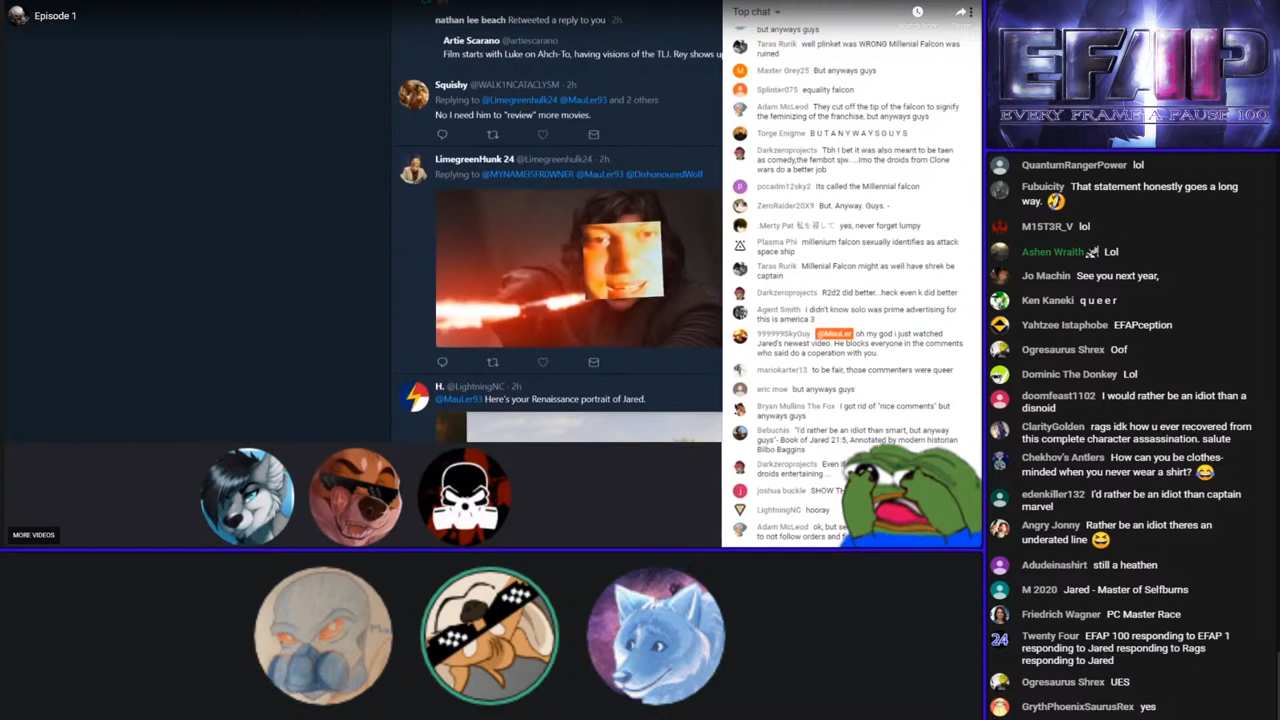 Episode 1
nathan lee beach Retweeted a reply to you · 2h
Artie Scarano @artiescarano
Film starts with Luke on Ahch-To, having visions of the TLJ. Rey shows up
Squishy @WALK1NCATACLYSM · 2h
Replying to @Limegreenhulk24 @MauLer93 and 2 others
No I need him to "review" more movies.
LimegreenHunk 24 @Limegreenhulk24 · 2h
Replying to @MYNAMEISFR0WNER @MauLer93 @DishonouredWolf
H. @LightningNC · 2h
@MauLer93 Here's your Renaissance portrait of Jared.
MORE VIDEOS
Top chat
Watch later
Share
but anyways guys
Taras Rurik well plinket was WRONG Millenial Falcon was
ruined
M
Master Grey25 But anyways guys
Splinter075 equality falcon
Adam McLeod They cut off the tip of the falcon to signify
the feminizing of the franchise, but anyways guys
Torge Enigme B U T A N Y W A Y S G U Y S
Darkzeroprojects Tbh I bet it was also meant to be taen
as comedy,the fembot sjw.....Imo the droids from Clone
wars do a better job
P
pccadm12sky2 Its called the Millennial falcon
ZeroRaider20X9 But. Anyway. Guys. -
.Merty Pat 私を殺して yes, never forget lumpy
Plasma Phi millenium falcon sexually identifies as attack
space ship
Taras Rurik Millenial Falcon might as well have shrek be
captain
Darkzeroprojects R2d2 did better...heck even k did better
Agent Smith i didn't know solo was prime advertising for
this is america 3
999999SkyGuy @MauLer oh my god i just watched
Jared's newest video. He blocks everyone in the comments
who said do a coperation with you.
mariokarter13 to be fair, those commenters were queer
eric moe but anyways guys
Bryan Mullins The Fox I got rid of "nice comments" but
anyways guys
Bebuchis "I'd rather be an idiot than smart, but anyway
guys"- Book of Jared 21:5, Annotated by modern historian
Bilbo Baggins
Darkzeroprojects Even
droids entertaining ...
j
joshua buckle SHOW
LightningNC hooray
Adam McLeod ok, but
to not follow orders and
EFAP
EVERY FRAME A PAUSE 100
QuantumRangerPower lol
Fubuicity That statement honestly goes a long
way. 🤣
M1ST3R_V lol
Ashen Wraith Lol
Jo Machin See you next year,
Ken Kaneki q u e e r
Yahtzee Istaphobe EFAPception
Ogresaurus Shrex Oof
Dominic The Donkey Lol
doomfeast1102 I would rather be an idiot than a
disnoid
ClarityGolden rags idk how u ever recovered from
this complete character assassination. salute
Chekhov's Antlers How can you be clothes-
minded when you never wear a shirt? 😂
edenkiller132 I'd rather be an idiot than captain
marvel
Angry Jonny Rather be an idiot theres an
underated line 😆
Adudeinashirt still a heathen
M 2020 Jared - Master of Selfburns
Friedrich Wagner PC Master Race
24
Twenty Four EFAP 100 responding to EFAP 1
responding to Jared responding to Rags
responding to Jared
Ogresaurus Shrex UES
GrythPhoenixSaurusRex yes